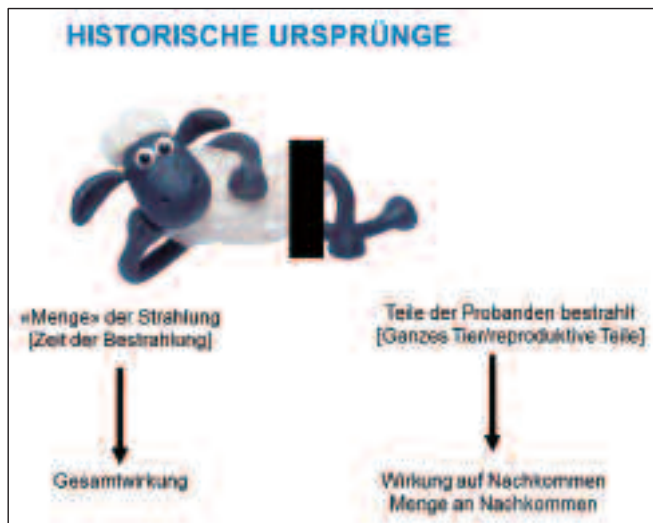 HISTORISCHE URSPRÜNGE
«Menge» der Strahlung
[Zeit der Bestrahlung]
Gesamtwirkung
Teile der Probanden bestrahlt
[Ganzes Tier/reproduktive Teile]
Wirkung auf Nachkommen
Menge an Nachkommen